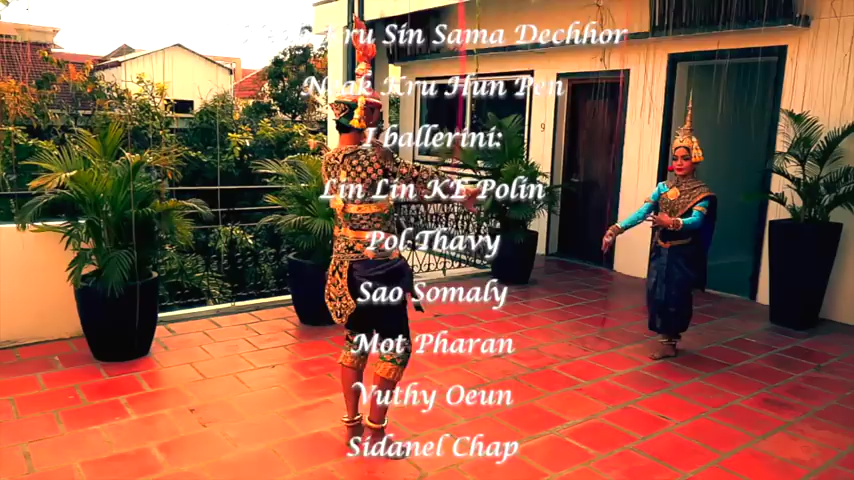 Kru Sin Sama Dechhor
Neak Kru Hun Pen
I ballerini:
Lin Lin KE Polin
Pol Thavy
Sao Somaly
Mot Pharan
Vuthy Oeun
Sidanel Chap